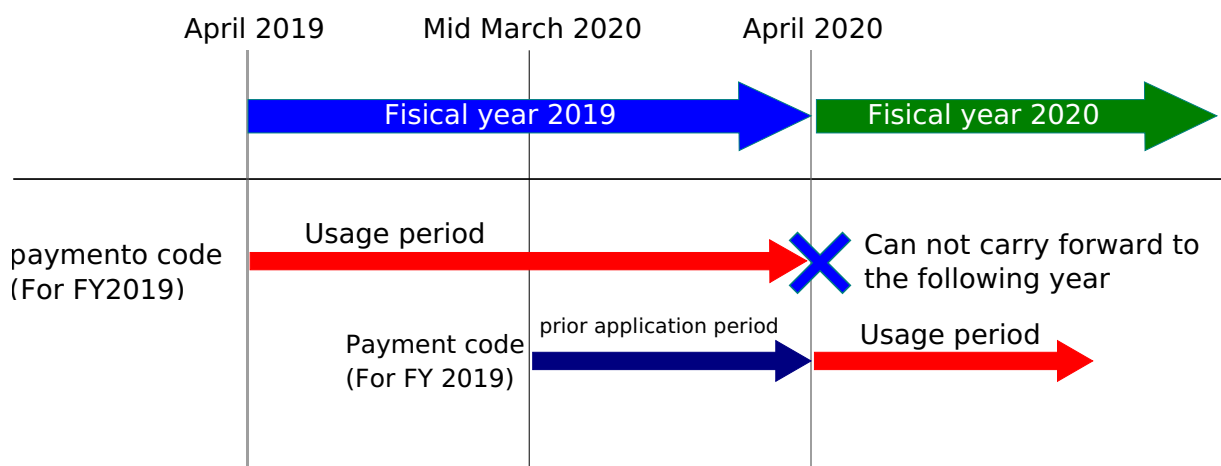 April 2019
Mid March 2020
April 2020
Fisical year 2019
Fisical year 2020
Usage period
paymento code
(For FY2019)
Can not carry forward to
the following year
prior application period
Payment code
(For FY 2019)
Usage period